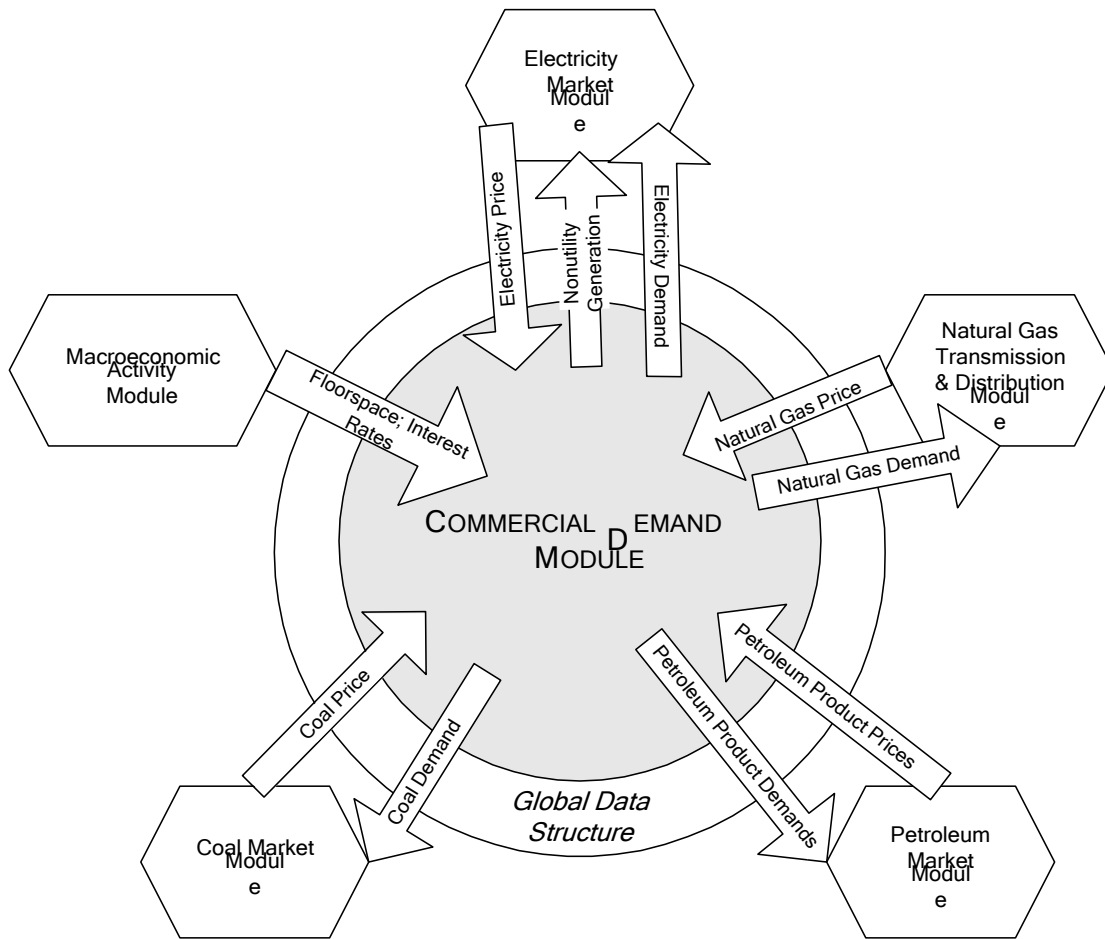 Electricity
Market
Modul
e
Electricity Price
Nonutility
Generation
Electricity Demand
Macroeconomic
Activity
Module
Floorspace; Interest
Rates
Natural Gas
Transmission
& Distribution
Modul
e
Natural Gas Price
Natural Gas Demand
COMMERCIAL DEMAND
MODULE
Coal Price
Coal Demand
Petroleum Product Prices
Petroleum Product Demands
Global Data
Structure
Coal Market
Modul
e
Petroleum
Market
Modul
e